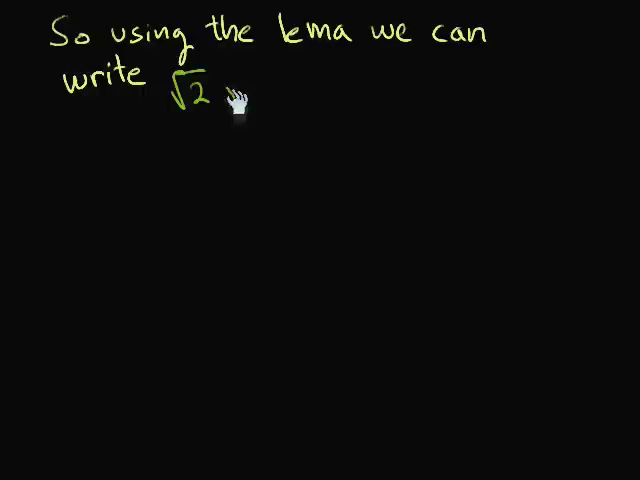 So using the lema we can
write √2